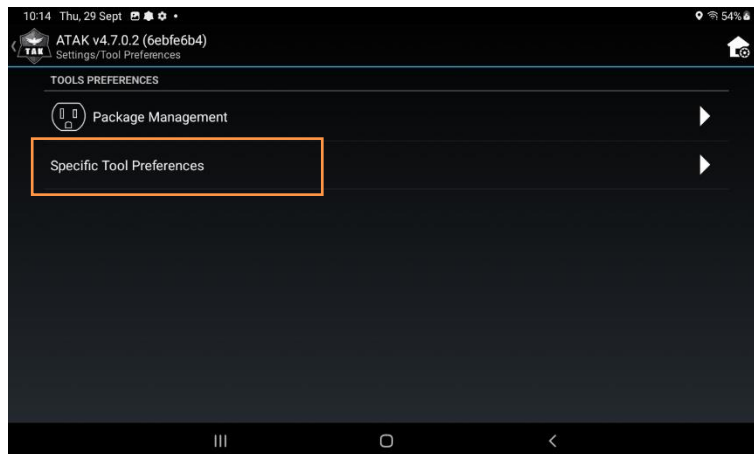 10:14 Thu, 29 Sept
54%
ATAK v4.7.0.2 (6ebfe6b4)
TAK
Settings/Tool Preferences
TOOLS PREFERENCES
Package Management
Specific Tool Preferences